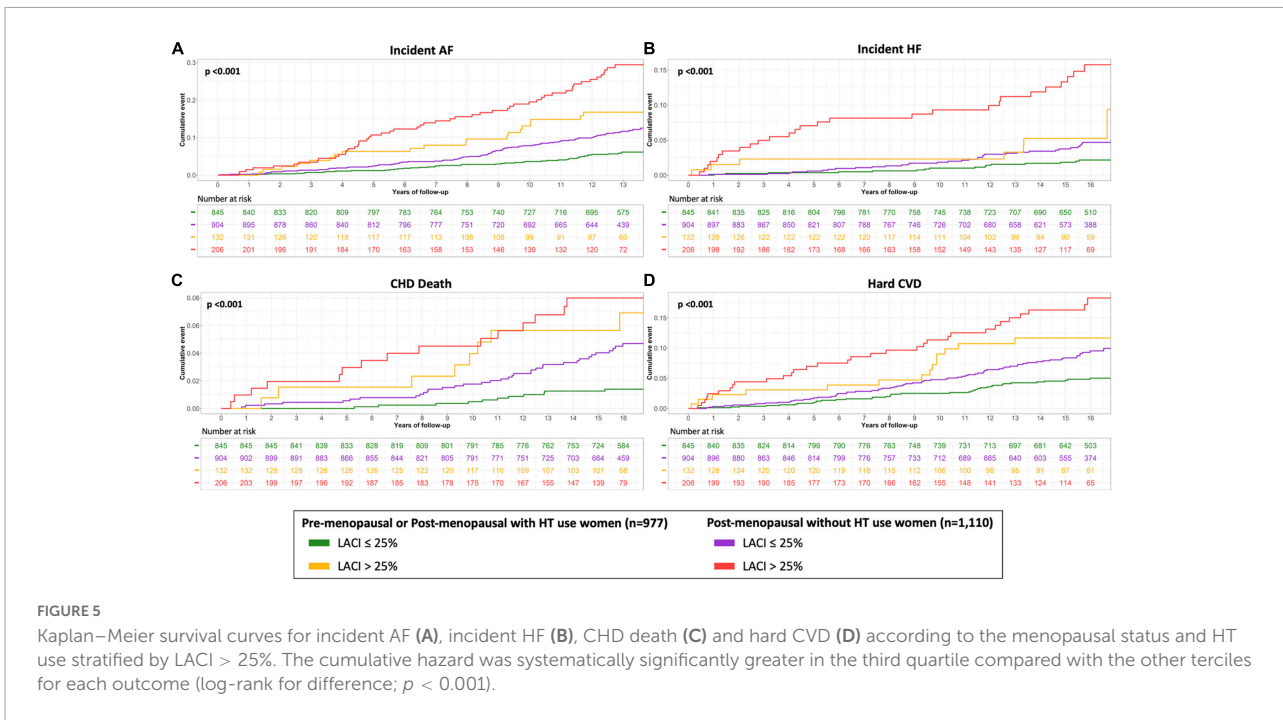 A
Incident AF
p <0.001
Cumulative event
0.3
0.2
0.1
0.0
0 1 2 3 4 5 6 7 8 9 10 11 12 13
Years of follow-up
Number at risk
845 840 833 820 809 797 783 764 753 740 727 716 695 575
904 895 878 860 840 812 796 777 751 720 692 665 644 439
132 131 126 120 118 117 117 113 108 106 99 91 87 60
206 201 196 191 184 170 170 163 158 153 146 139 132 120 72
B
Incident HF
p <0.001
Cumulative event
0.15
0.10
0.05
0.00
0 1 2 3 4 5 6 7 8 9 10 11 12 13 14 15 16
Years of follow-up
Number at risk
845 841 835 825 816 804 796 781 770 758 745 738 723 707 690 650 510
904 897 883 867 850 821 807 788 767 746 726 702 680 658 621 573 388
132 129 126 122 122 122 122 120 117 114 111 104 102 99 94 90 59
206 198 192 186 182 173 168 166 163 158 152 149 143 135 127 117 69
C
CHD Death
p <0.001
Cumulative event
0.08
0.06
0.04
0.02
0.00
0 1 2 3 4 5 6 7 8 9 10 11 12 13 14 15 16
Years of follow-up
Number at risk
845 845 845 841 839 833 828 819 809 801 791 785 776 762 753 724 584
904 902 899 891 883 866 855 844 821 805 791 771 751 725 703 664 459
132 132 129 128 126 126 126 125 123 120 117 110 109 107 103 101 68
206 203 199 197 196 192 187 185 183 178 175 170 167 155 147 139 79
D
Hard CVD
p <0.001
Cumulative event
0.15
0.10
0.05
0.00
0 1 2 3 4 5 6 7 8 9 10 11 12 13 14 15 16
Years of follow-up
Number at risk
845 840 835 824 814 799 790 776 763 748 739 731 713 697 681 642 503
904 896 880 863 846 814 799 778 757 733 712 689 665 640 603 555 374
132 128 124 120 120 120 119 118 115 112 106 100 98 95 91 87 61
206 199 193 190 185 177 173 170 166 162 155 148 141 133 124 114 65
Pre-menopausal or Post-menopausal with HT use women (n=977)
LACI ≤ 25%
LACI > 25%
Post-menopausal without HT use women (n=1,110)
LACI ≤ 25%
LACI > 25%
FIGURE 5
Kaplan–Meier survival curves for incident AF (A), incident HF (B), CHD death (C) and hard CVD (D) according to the menopausal status and HT
use stratified by LACI > 25%. The cumulative hazard was systematically significantly greater in the third quartile compared with the other terciles
for each outcome (log-rank for difference; p < 0.001).